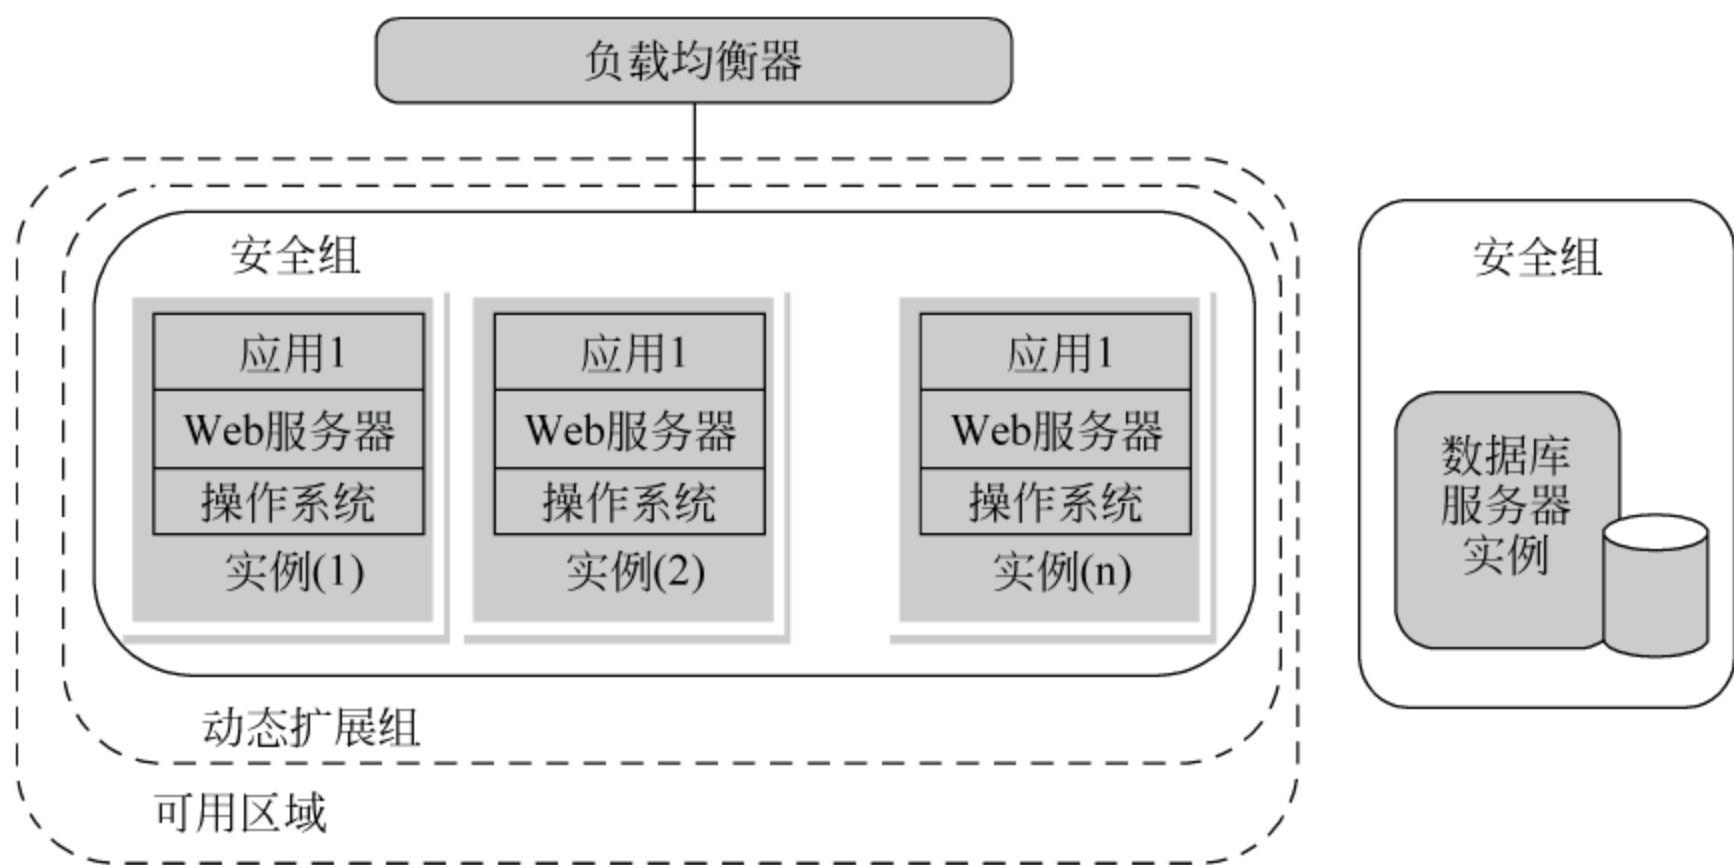 负载均衡器
安全组
应用1
Web服务器
操作系统
实例(1)
应用1
Web服务器
操作系统
实例(2)
应用1
Web服务器
操作系统
实例(n)
动态扩展组
可用区域
安全组
数据库
服务器
实例